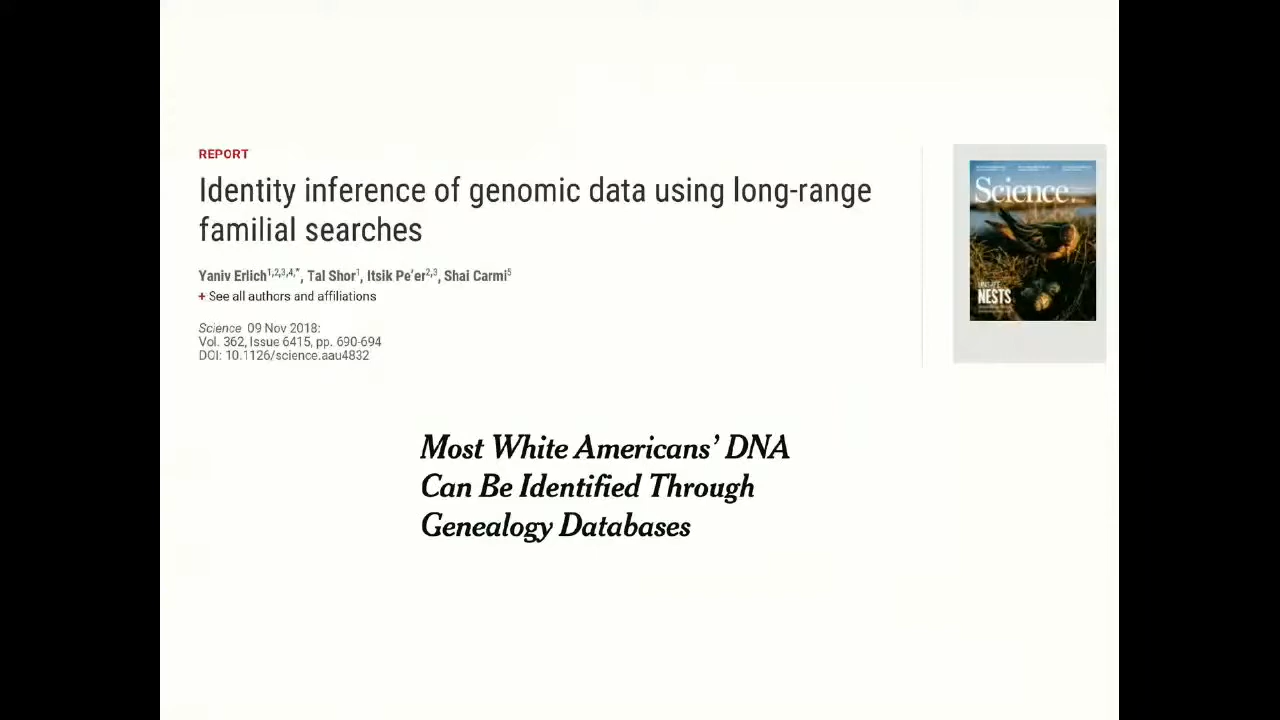 REPORT
Identity inference of genomic data using long-range
familial searches
Yaniv Erlich1,2,3,4,*, Tal Shor1, Itsik Pe’er2,3, Shai Carmi5
+ See all authors and affiliations
Science 09 Nov 2018:
Vol. 362, Issue 6415, pp. 690-694
DOI: 10.1126/science.aau4832
Science
NESTS
Most White Americans’ DNA
Can Be Identified Through
Genealogy Databases